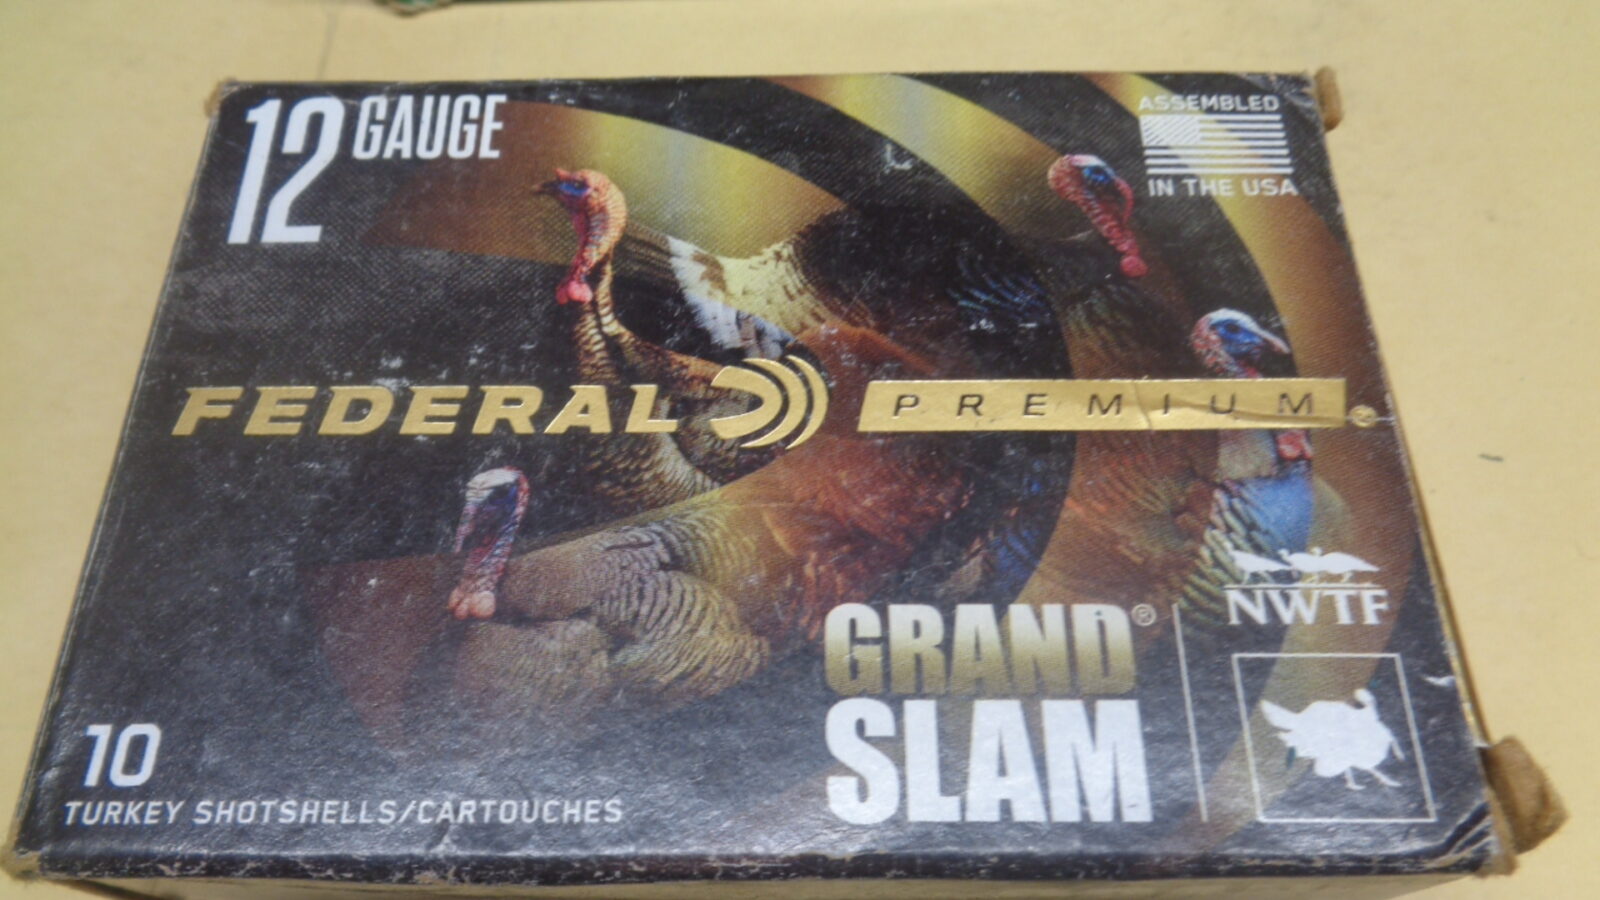 12 GAUGE
ASSEMBLED
IN THE USA
FEDERAL PREMIUM®
GRAND®
SLAM
NWTF
10
TURKEY SHOTSHELLS/CARTOUCHES